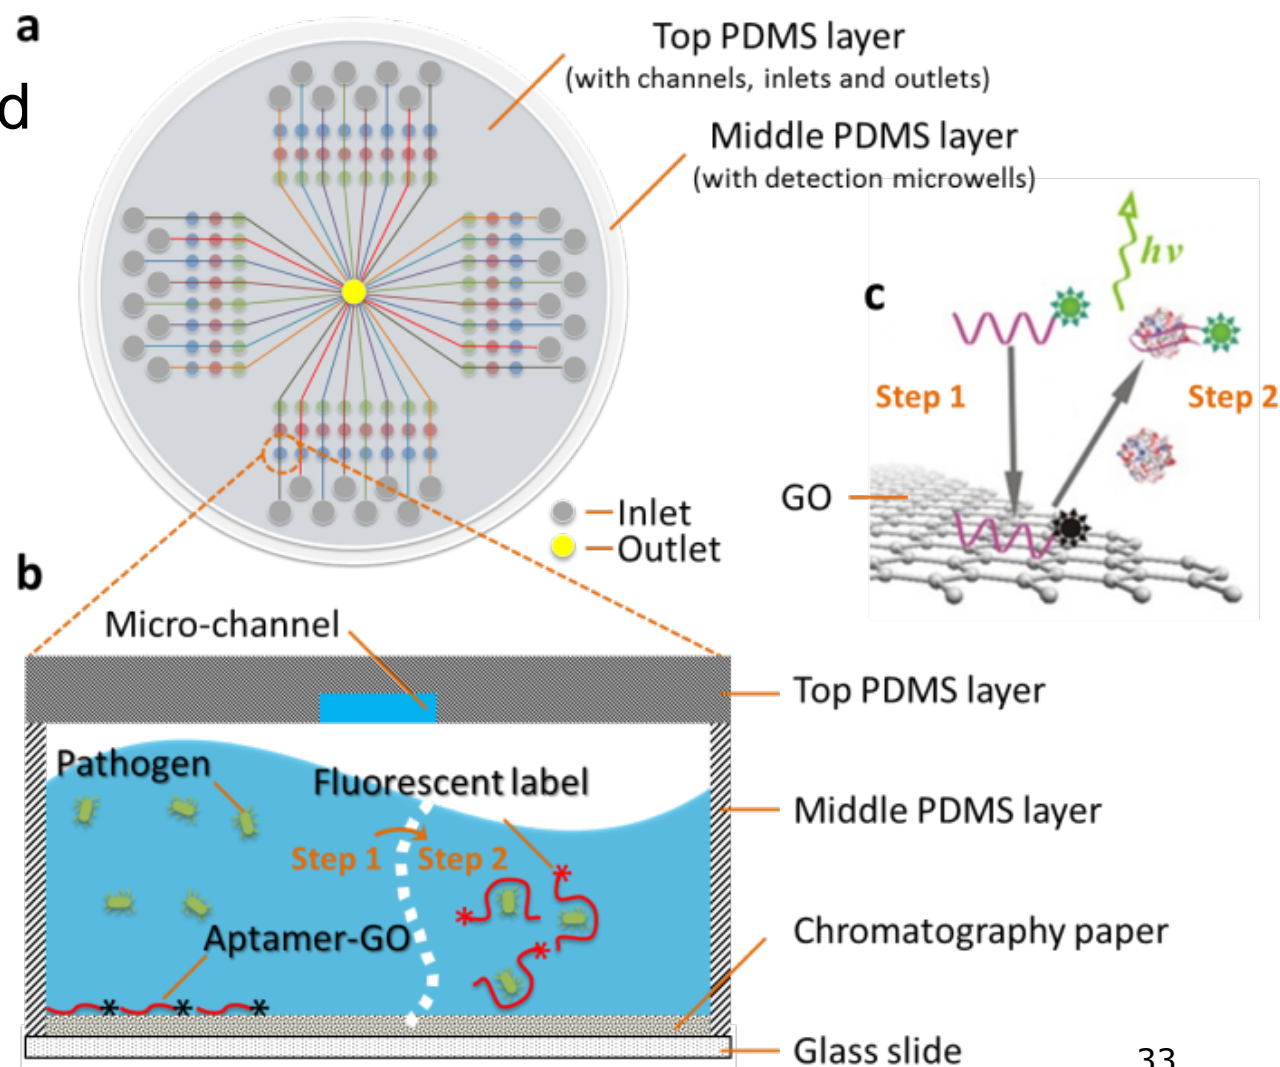 a
Top PDMS layer
(with channels, inlets and outlets)
d
Middle PDMS layer
(with detection microwells)
c
hν
Step 1
Step 2
GO
Inlet
Outlet
b
Micro-channel
Top PDMS layer
Pathogen
Fluorescent label
Middle PDMS layer
Step 1
Step 2
Aptamer-GO
Chromatography paper
Glass slide
33